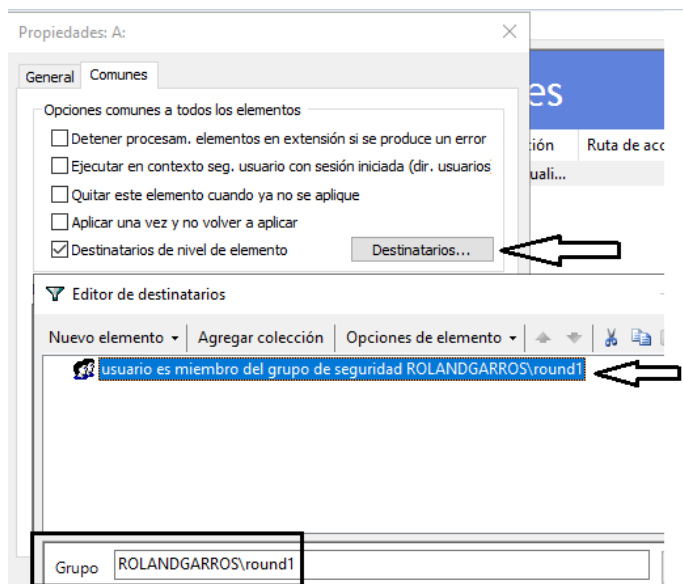 Propiedades: A:
General Comunes
Opciones comunes a todos los elementos
Detener procesam. elementos en extensión si se produce un error
Ejecutar en contexto seg. usuario con sesión iniciada (dir. usuarios
Quitar este elemento cuando ya no se aplique
Aplicar una vez y no volver a aplicar
Destinatarios de nivel de elemento Destinatarios...
es
ión Ruta de acc
uali...
Editor de destinatarios
Nuevo elemento Agregar colección Opciones de elemento
usuario es miembro del grupo de seguridad ROLANDGARROS\round1
Grupo ROLANDGARROS\round1